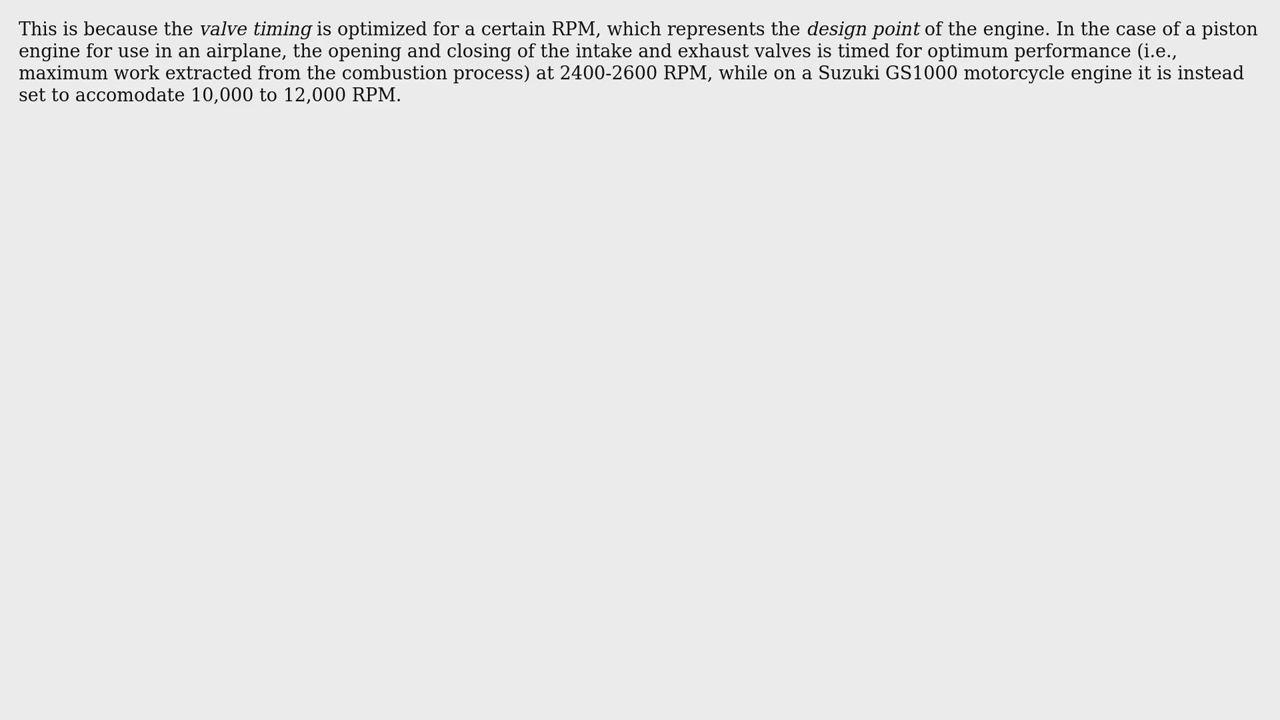 This is because the valve timing is optimized for a certain RPM, which represents the design point of the engine. In the case of a piston
engine for use in an airplane, the opening and closing of the intake and exhaust valves is timed for optimum performance (i.e.,
maximum work extracted from the combustion process) at 2400-2600 RPM, while on a Suzuki GS1000 motorcycle engine it is instead
set to accomodate 10,000 to 12,000 RPM.